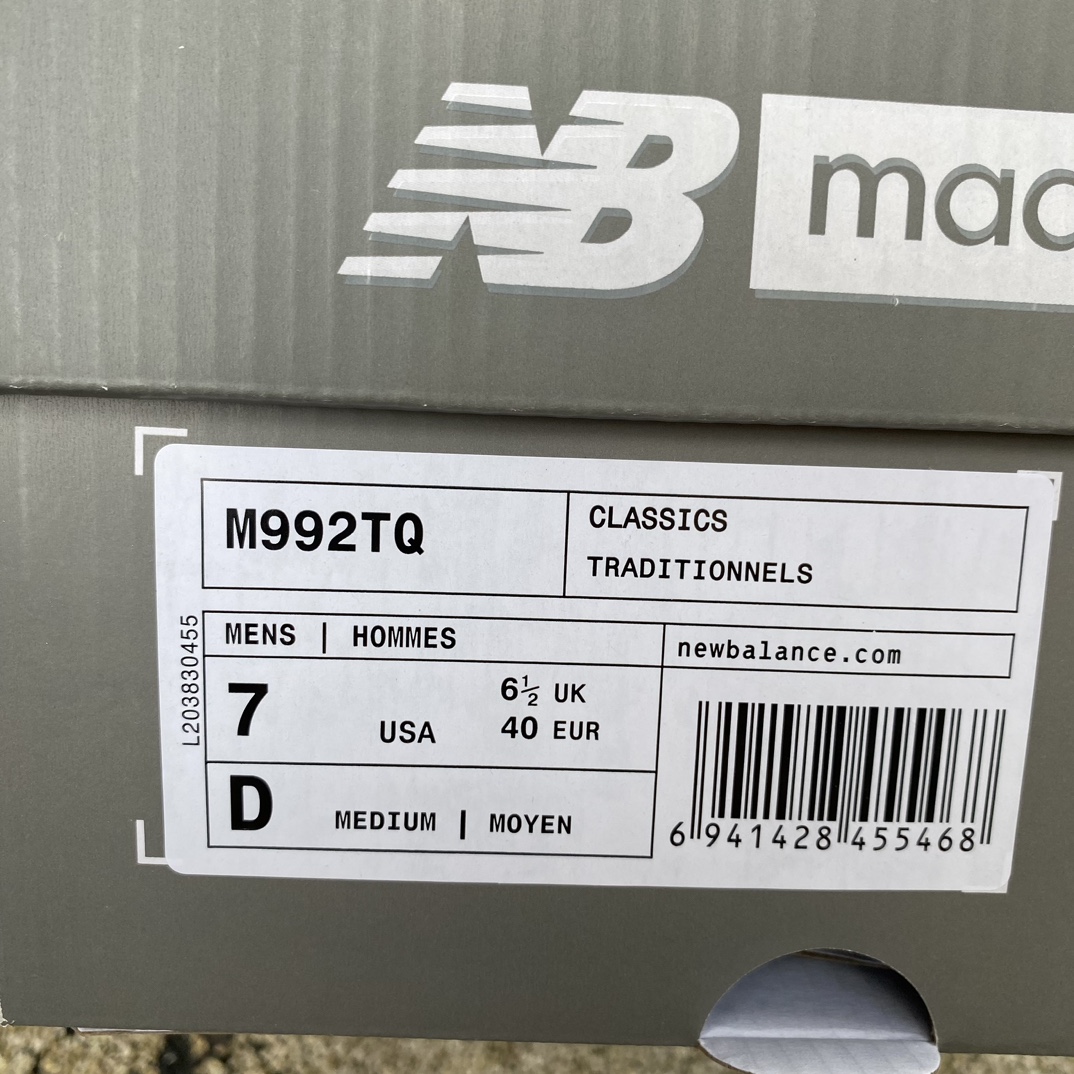 NB mad
M992TQ
CLASSICS
TRADITIONNELS
MENS | HOMMES
newbalance.com
7 USA
6½ UK
40 EUR
D MEDIUM | MOYEN
L203830455
6 941428 455468